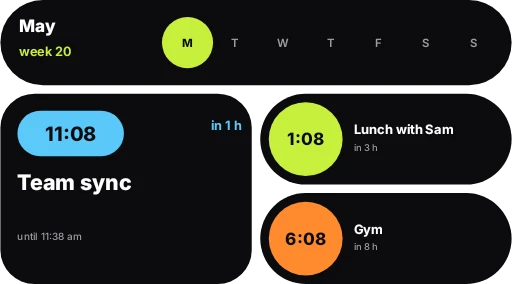 May
week 20
M T W T F S S
11:08
in 1 h
Team sync
until 11:38 am
1:08
Lunch with Sam
in 3 h
6:08
Gym
in 8 h